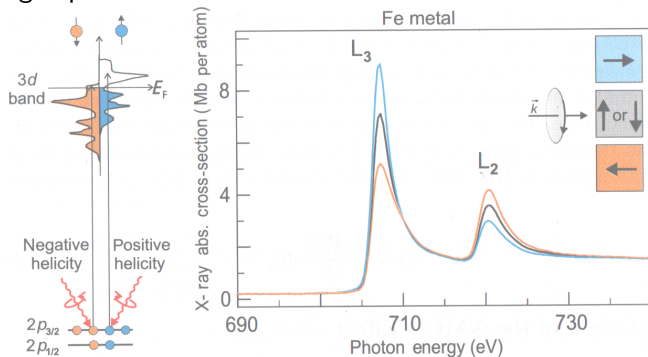 Fe metal
3d
band
E_F
X- ray abs. cross-section (Mb per atom)
8
4
0
L₃
L₂
k⃗
or
Negative
helicity
Positive
helicity
2p₃/₂
2p₁/₂
690
710
730
Photon energy (eV)